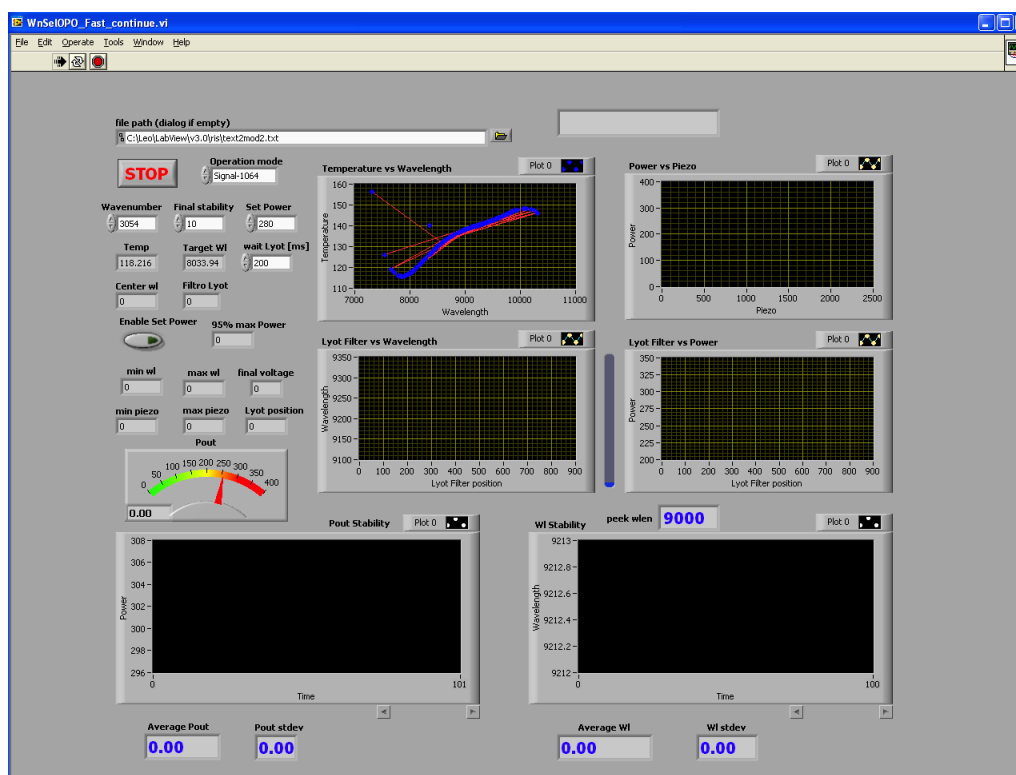 WnSelOPO_Fast_continue.vi
File Edit Operate Tools Window Help
file path (dialog if empty)
C:\Leo\LabView\v3.0\ris\text2mod2.txt
STOP
Operation mode
Signal-1064
Wavenumber Final stability Set Power
3054 10 280
Temp Target Wl wait Lyot [ms]
118.216 8033.94 200
Center wl Filtro Lyot
0 0
Enable Set Power 95% max Power
0
min wl max wl final voltage
0 0 0
min piezo max piezo Lyot position
0 0 0
Pout
0 50 100 150 200 250 300 350 400
0.00
Temperature vs Wavelength Plot 0
Temperature
160
150
140
130
120
110
7000 8000 9000 10000 11000
Wavelength
Power vs Piezo Plot 0
Power
400
300
200
100
0
0 500 1000 1500 2000 2500
Piezo
Lyot Filter vs Wavelength Plot 0
Wavelength
9350
9300
9250
9200
9150
9100
0 100 200 300 400 500 600 700 800 900
Lyot Filter position
Lyot Filter vs Power Plot 0
Power
350
325
300
275
250
225
200
0 100 200 300 400 500 600 700 800 900
Lyot Filter position
Pout Stability Plot 0
Power
308
306
304
302
300
298
296
0 101
Time
Average Pout Pout stdev
0.00 0.00
Wl Stability peek wlen 9000 Plot 0
Wavelength
9213
9212.8
9212.6
9212.4
9212.2
9212
0 100
Time
Average Wl Wl stdev
0.00 0.00